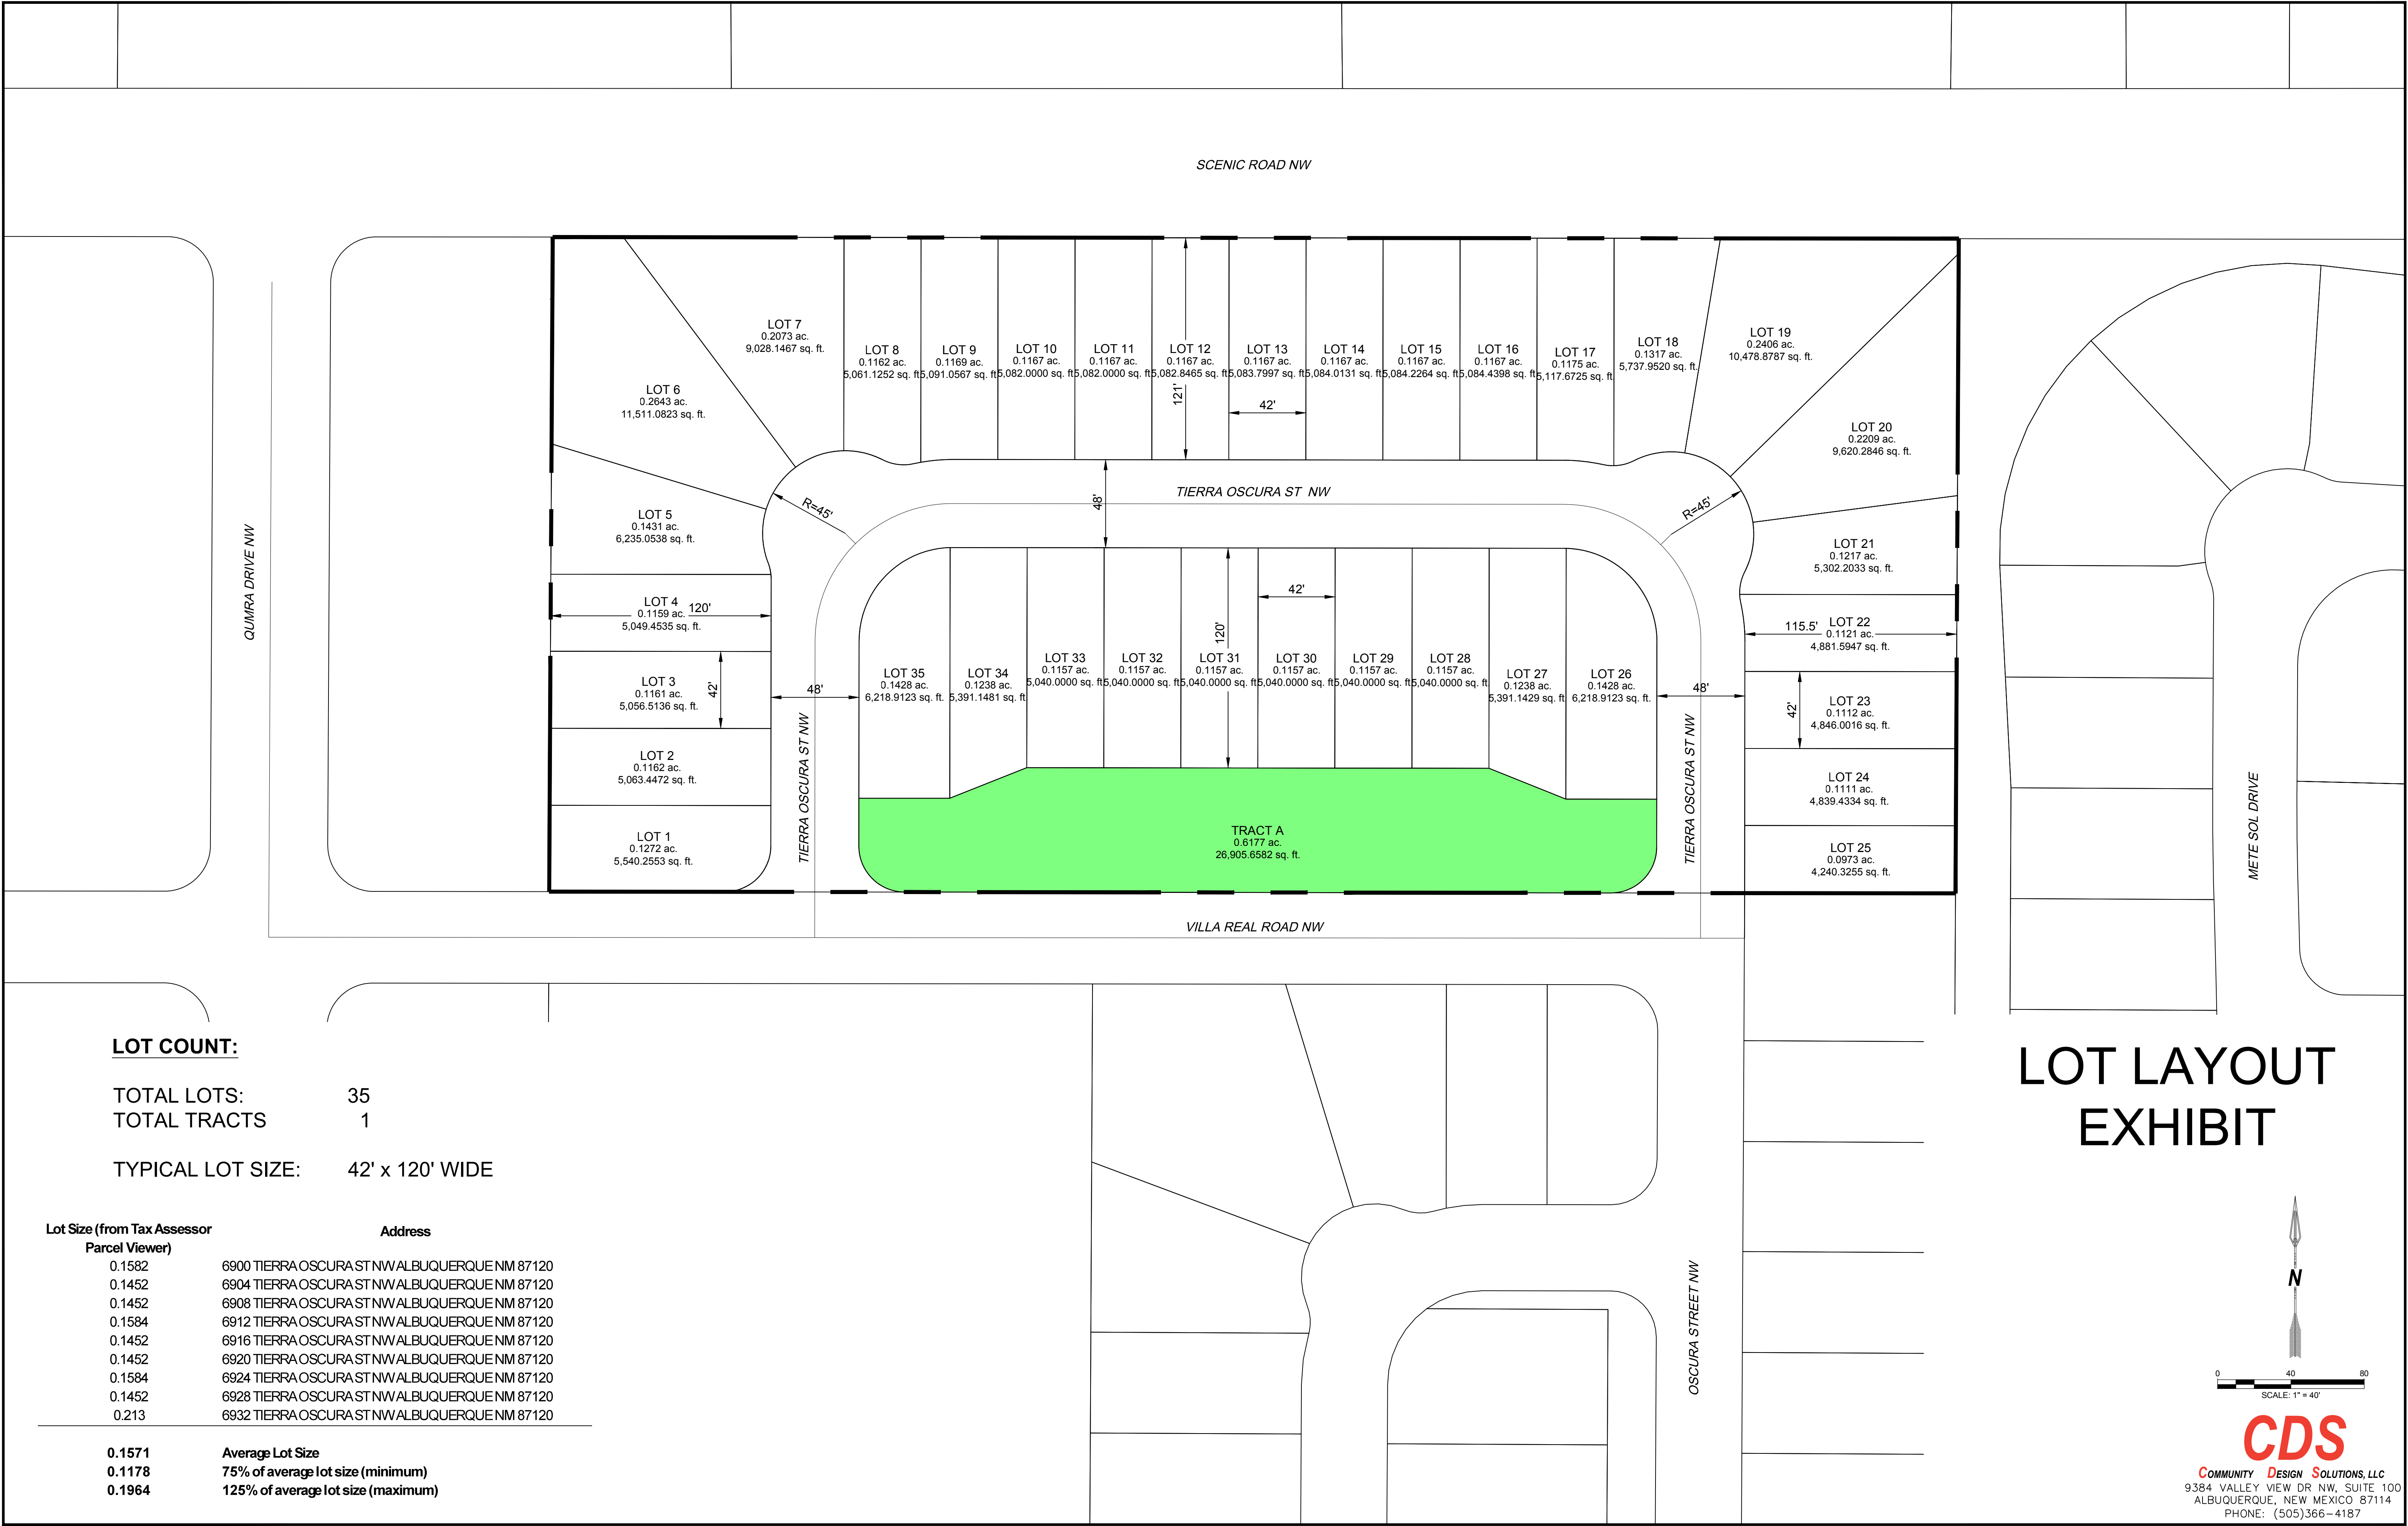 SCENIC ROAD NW
QUMRA DRIVE NW
LOT 7
0.2073 ac.
9,028.1467 sq. ft.
LOT 8
0.1162 ac.
5,061.1252 sq. ft.
LOT 9
0.1169 ac.
5,091.0567 sq. ft.
LOT 10
0.1167 ac.
5,082.0000 sq. ft.
LOT 11
0.1167 ac.
5,082.0000 sq. ft.
LOT 12
0.1167 ac.
5,082.8465 sq. ft.
121'
LOT 13
0.1167 ac.
5,083.7997 sq. ft.
42'
LOT 14
0.1167 ac.
5,084.0131 sq. ft.
LOT 15
0.1167 ac.
5,084.2264 sq. ft.
LOT 16
0.1167 ac.
5,084.4398 sq. ft.
LOT 17
0.1175 ac.
5,117.6725 sq. ft.
LOT 18
0.1317 ac.
5,737.9520 sq. ft.
LOT 19
0.2406 ac.
10,478.8787 sq. ft.
LOT 6
0.2643 ac.
11,511.0823 sq. ft.
LOT 20
0.2209 ac.
9,620.2846 sq. ft.
LOT 5
0.1431 ac.
6,235.0538 sq. ft.
R=45'
48'
TIERRA OSCURA ST NW
R=45'
LOT 21
0.1217 ac.
5,302.2033 sq. ft.
LOT 4
0.1159 ac.
5,049.4535 sq. ft.
120'
115.5'
LOT 22
0.1121 ac.
4,881.5947 sq. ft.
LOT 3
0.1161 ac.
5,056.5136 sq. ft.
42'
48'
LOT 35
0.1428 ac.
6,218.9123 sq. ft.
LOT 34
0.1238 ac.
5,391.1481 sq. ft.
LOT 33
0.1157 ac.
5,040.0000 sq. ft.
LOT 32
0.1157 ac.
5,040.0000 sq. ft.
120'
LOT 31
0.1157 ac.
5,040.0000 sq. ft.
42'
LOT 30
0.1157 ac.
5,040.0000 sq. ft.
LOT 29
0.1157 ac.
5,040.0000 sq. ft.
LOT 28
0.1157 ac.
5,040.0000 sq. ft.
LOT 27
0.1238 ac.
5,391.1429 sq. ft.
LOT 26
0.1428 ac.
6,218.9123 sq. ft.
48'
42'
LOT 23
0.1112 ac.
4,846.0016 sq. ft.
LOT 2
0.1162 ac.
5,063.4472 sq. ft.
TIERRA OSCURA ST NW
TIERRA OSCURA ST NW
LOT 24
0.1111 ac.
4,839.4334 sq. ft.
METE SOL DRIVE
LOT 1
0.1272 ac.
5,540.2553 sq. ft.
TRACT A
0.6177 ac.
26,905.6582 sq. ft.
LOT 25
0.0973 ac.
4,240.3255 sq. ft.
VILLA REAL ROAD NW
OSCURA STREET NW
LOT COUNT:
TOTAL LOTS: 35
TOTAL TRACTS 1
TYPICAL LOT SIZE: 42' x 120' WIDE
Lot Size (from Tax Assessor Address
Parcel Viewer)
0.1582 6900 TIERRA OSCURA ST NW ALBUQUERQUE NM 87120
0.1452 6904 TIERRA OSCURA ST NW ALBUQUERQUE NM 87120
0.1452 6908 TIERRA OSCURA ST NW ALBUQUERQUE NM 87120
0.1584 6912 TIERRA OSCURA ST NW ALBUQUERQUE NM 87120
0.1452 6916 TIERRA OSCURA ST NW ALBUQUERQUE NM 87120
0.1452 6920 TIERRA OSCURA ST NW ALBUQUERQUE NM 87120
0.1584 6924 TIERRA OSCURA ST NW ALBUQUERQUE NM 87120
0.1452 6928 TIERRA OSCURA ST NW ALBUQUERQUE NM 87120
0.213 6932 TIERRA OSCURA ST NW ALBUQUERQUE NM 87120
0.1571 Average Lot Size
0.1178 75% of average lot size (minimum)
0.1964 125% of average lot size (maximum)
LOT LAYOUT
EXHIBIT
N
0 40 80
SCALE: 1" = 40'
CDS
COMMUNITY DESIGN SOLUTIONS, LLC
9384 VALLEY VIEW DR NW, SUITE 100
ALBUQUERQUE, NEW MEXICO 87114
PHONE: (505)366-4187